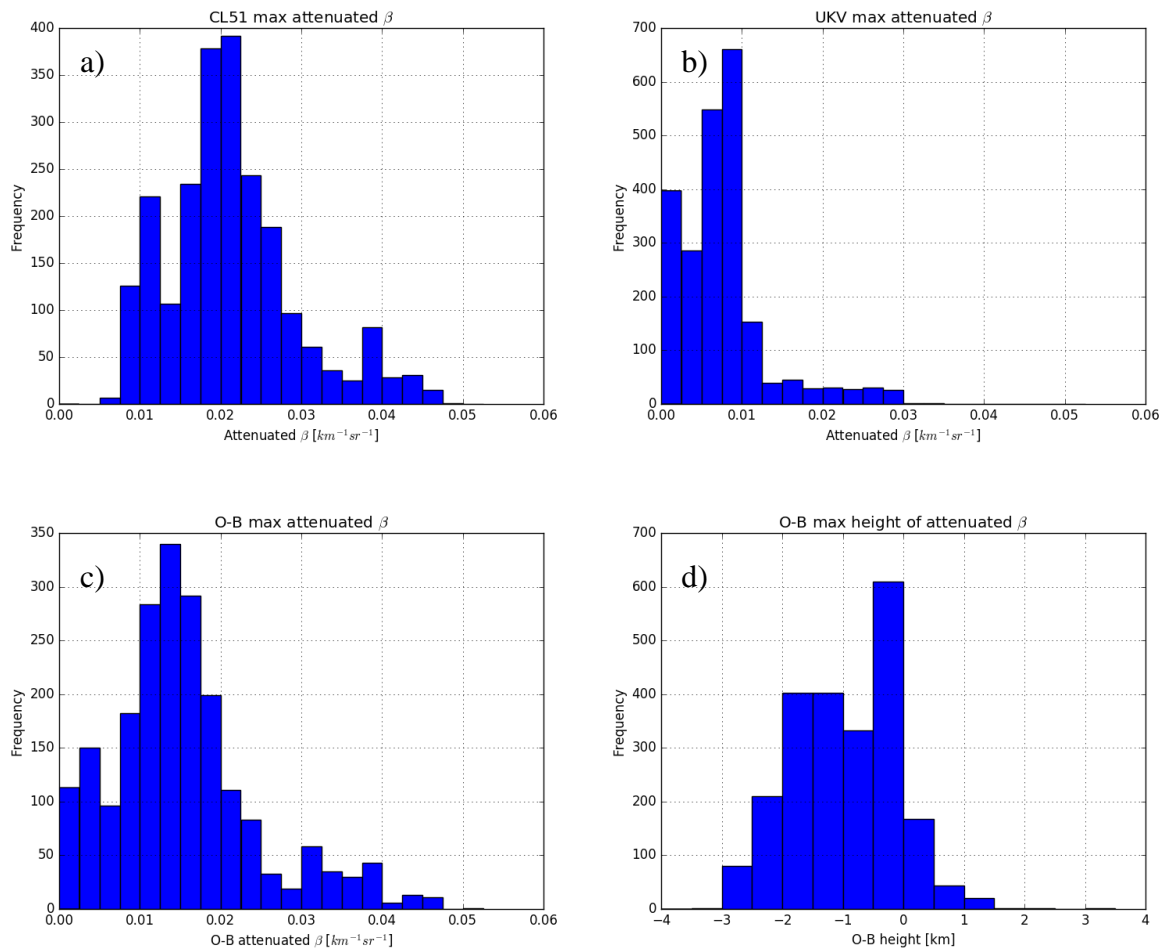 CL51 max attenuated β
a)
400
350
300
250
200
150
100
50
0
Frequency
0.00 0.01 0.02 0.03 0.04 0.05 0.06
Attenuated β [km⁻¹sr⁻¹]
UKV max attenuated β
b)
700
600
500
400
300
200
100
0
Frequency
0.00 0.01 0.02 0.03 0.04 0.05 0.06
Attenuated β [km⁻¹sr⁻¹]
O-B max attenuated β
c)
350
300
250
200
150
100
50
0
Frequency
0.00 0.01 0.02 0.03 0.04 0.05 0.06
O-B attenuated β [km⁻¹sr⁻¹]
O-B max height of attenuated β
d)
700
600
500
400
300
200
100
0
Frequency
−4 −3 −2 −1 0 1 2 3 4
O-B height [km]